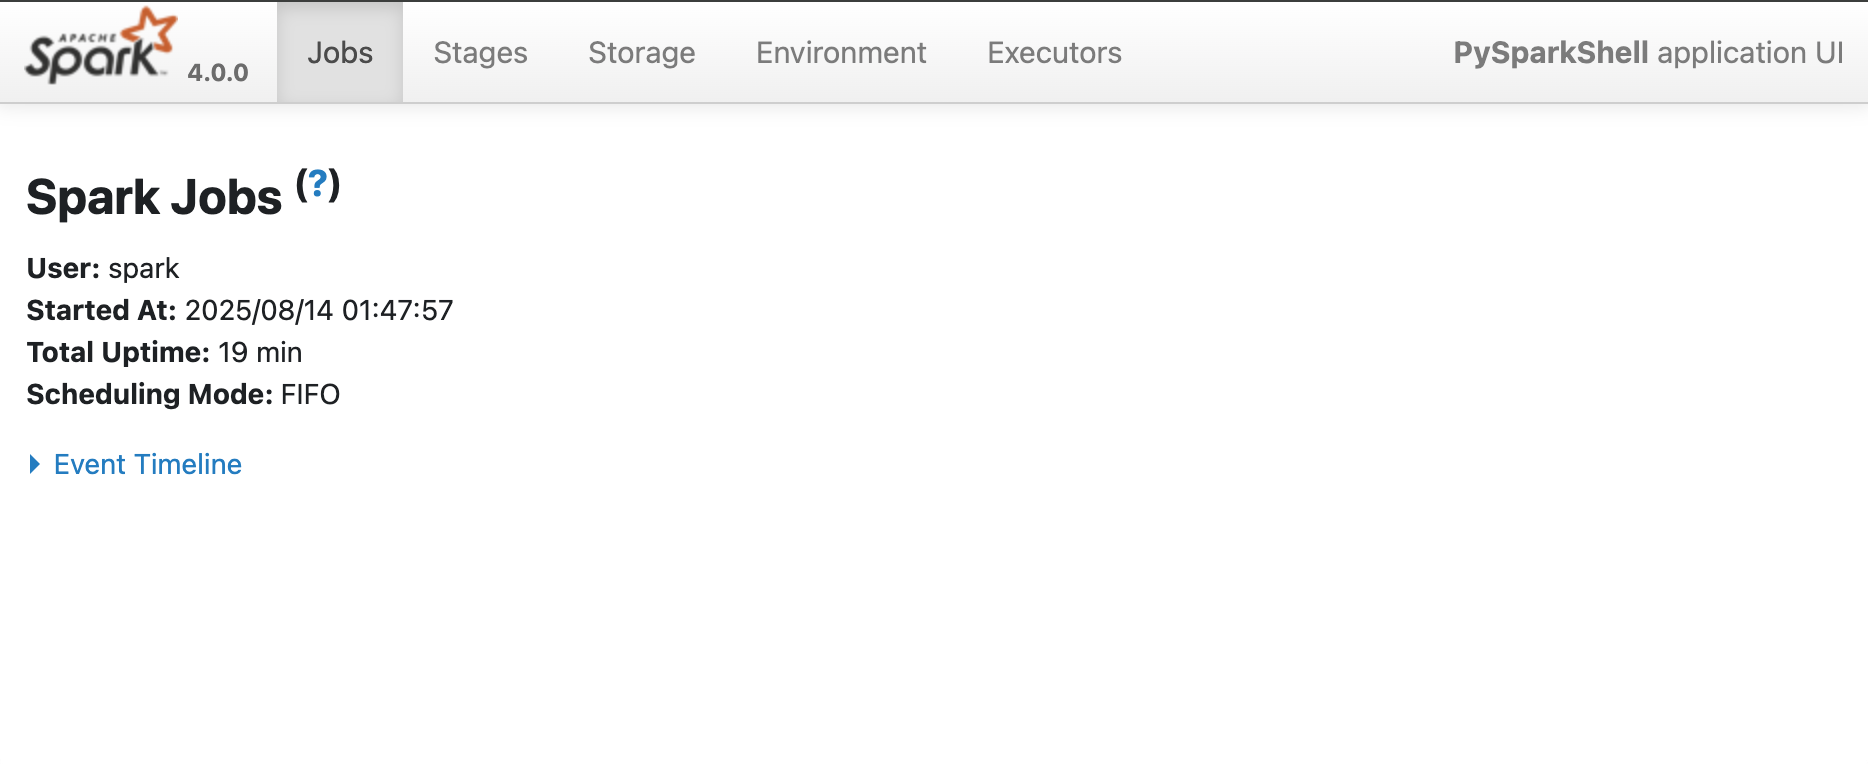 APACHE
Spark™ 4.0.0 Jobs Stages Storage Environment Executors PySparkShell application UI
Spark Jobs (?)
User: spark
Started At: 2025/08/14 01:47:57
Total Uptime: 19 min
Scheduling Mode: FIFO
Event Timeline